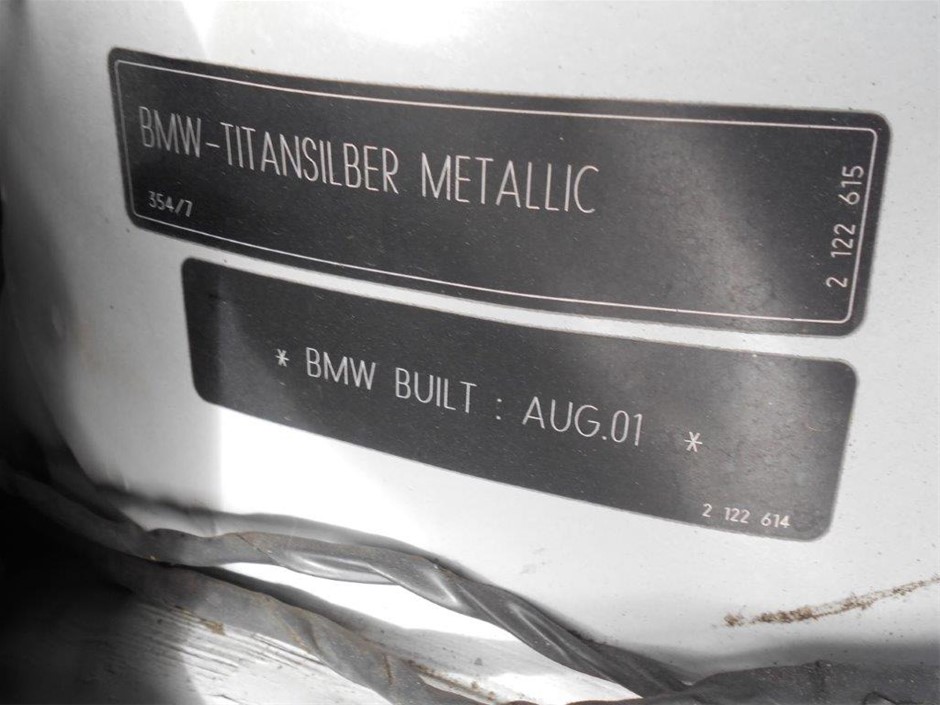 BMW-TITANSILBER METALLIC
354/7
2 122 615
* BMW BUILT : AUG.01 *
2 122 614